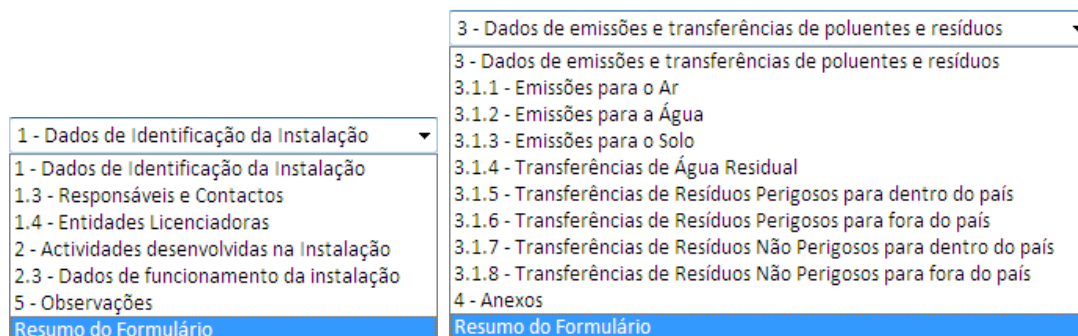 1 - Dados de Identificação da Instalação
1 - Dados de Identificação da Instalação
1.3 - Responsáveis e Contactos
1.4 - Entidades Licenciadoras
2 - Actividades desenvolvidas na Instalação
2.3 - Dados de funcionamento da instalação
5 - Observações
Resumo do Formulário
3 - Dados de emissões e transferências de poluentes e resíduos
3 - Dados de emissões e transferências de poluentes e resíduos
3.1.1 - Emissões para o Ar
3.1.2 - Emissões para a Água
3.1.3 - Emissões para o Solo
3.1.4 - Transferências de Água Residual
3.1.5 - Transferências de Resíduos Perigosos para dentro do país
3.1.6 - Transferências de Resíduos Perigosos para fora do país
3.1.7 - Transferências de Resíduos Não Perigosos para dentro do país
3.1.8 - Transferências de Resíduos Não Perigosos para fora do país
4 - Anexos
Resumo do Formulário